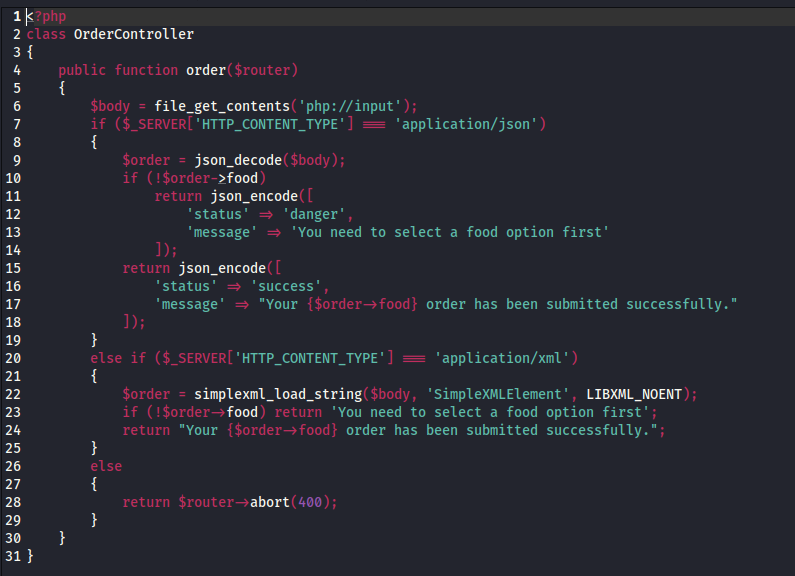 1 <?php
2 class OrderController
3 {
4     public function order($router)
5     {
6         $body = file_get_contents('php://input');
7         if ($_SERVER['HTTP_CONTENT_TYPE'] === 'application/json')
8         {
9             $order = json_decode($body);
10             if (!$order->food)
11                 return json_encode([
12                     'status' => 'danger',
13                     'message' => 'You need to select a food option first'
14                 ]);
15             return json_encode([
16                 'status' => 'success',
17                 'message' => "Your {$order->food} order has been submitted successfully."
18             ]);
19         }
20         else if ($_SERVER['HTTP_CONTENT_TYPE'] === 'application/xml')
21         {
22             $order = simplexml_load_string($body, 'SimpleXMLElement', LIBXML_NOENT);
23             if (!$order->food) return 'You need to select a food option first';
24             return "Your {$order->food} order has been submitted successfully.";
25         }
26         else
27         {
28             return $router->abort(400);
29         }
30     }
31 }